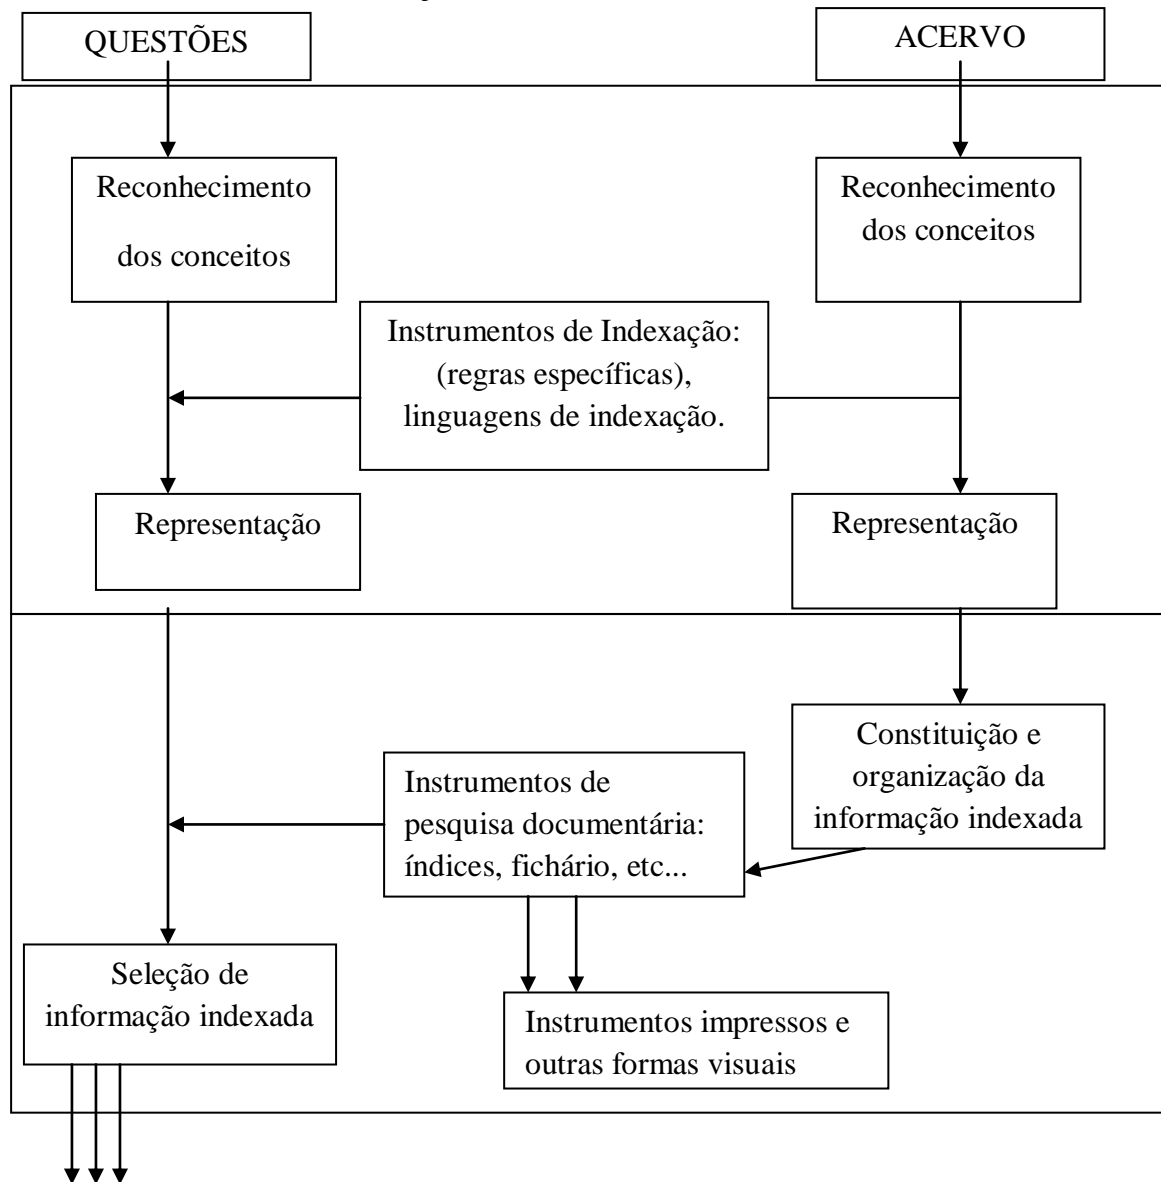 QUESTÕES
ACERVO
Reconhecimento
dos conceitos
Reconhecimento
dos conceitos
Instrumentos de Indexação:
(regras específicas),
linguagens de indexação.
Representação
Representação
Constituição e
organização da
informação indexada
Instrumentos de
pesquisa documentária:
índices, fichário, etc...
Seleção de
informação indexada
Instrumentos impressos e
outras formas visuais